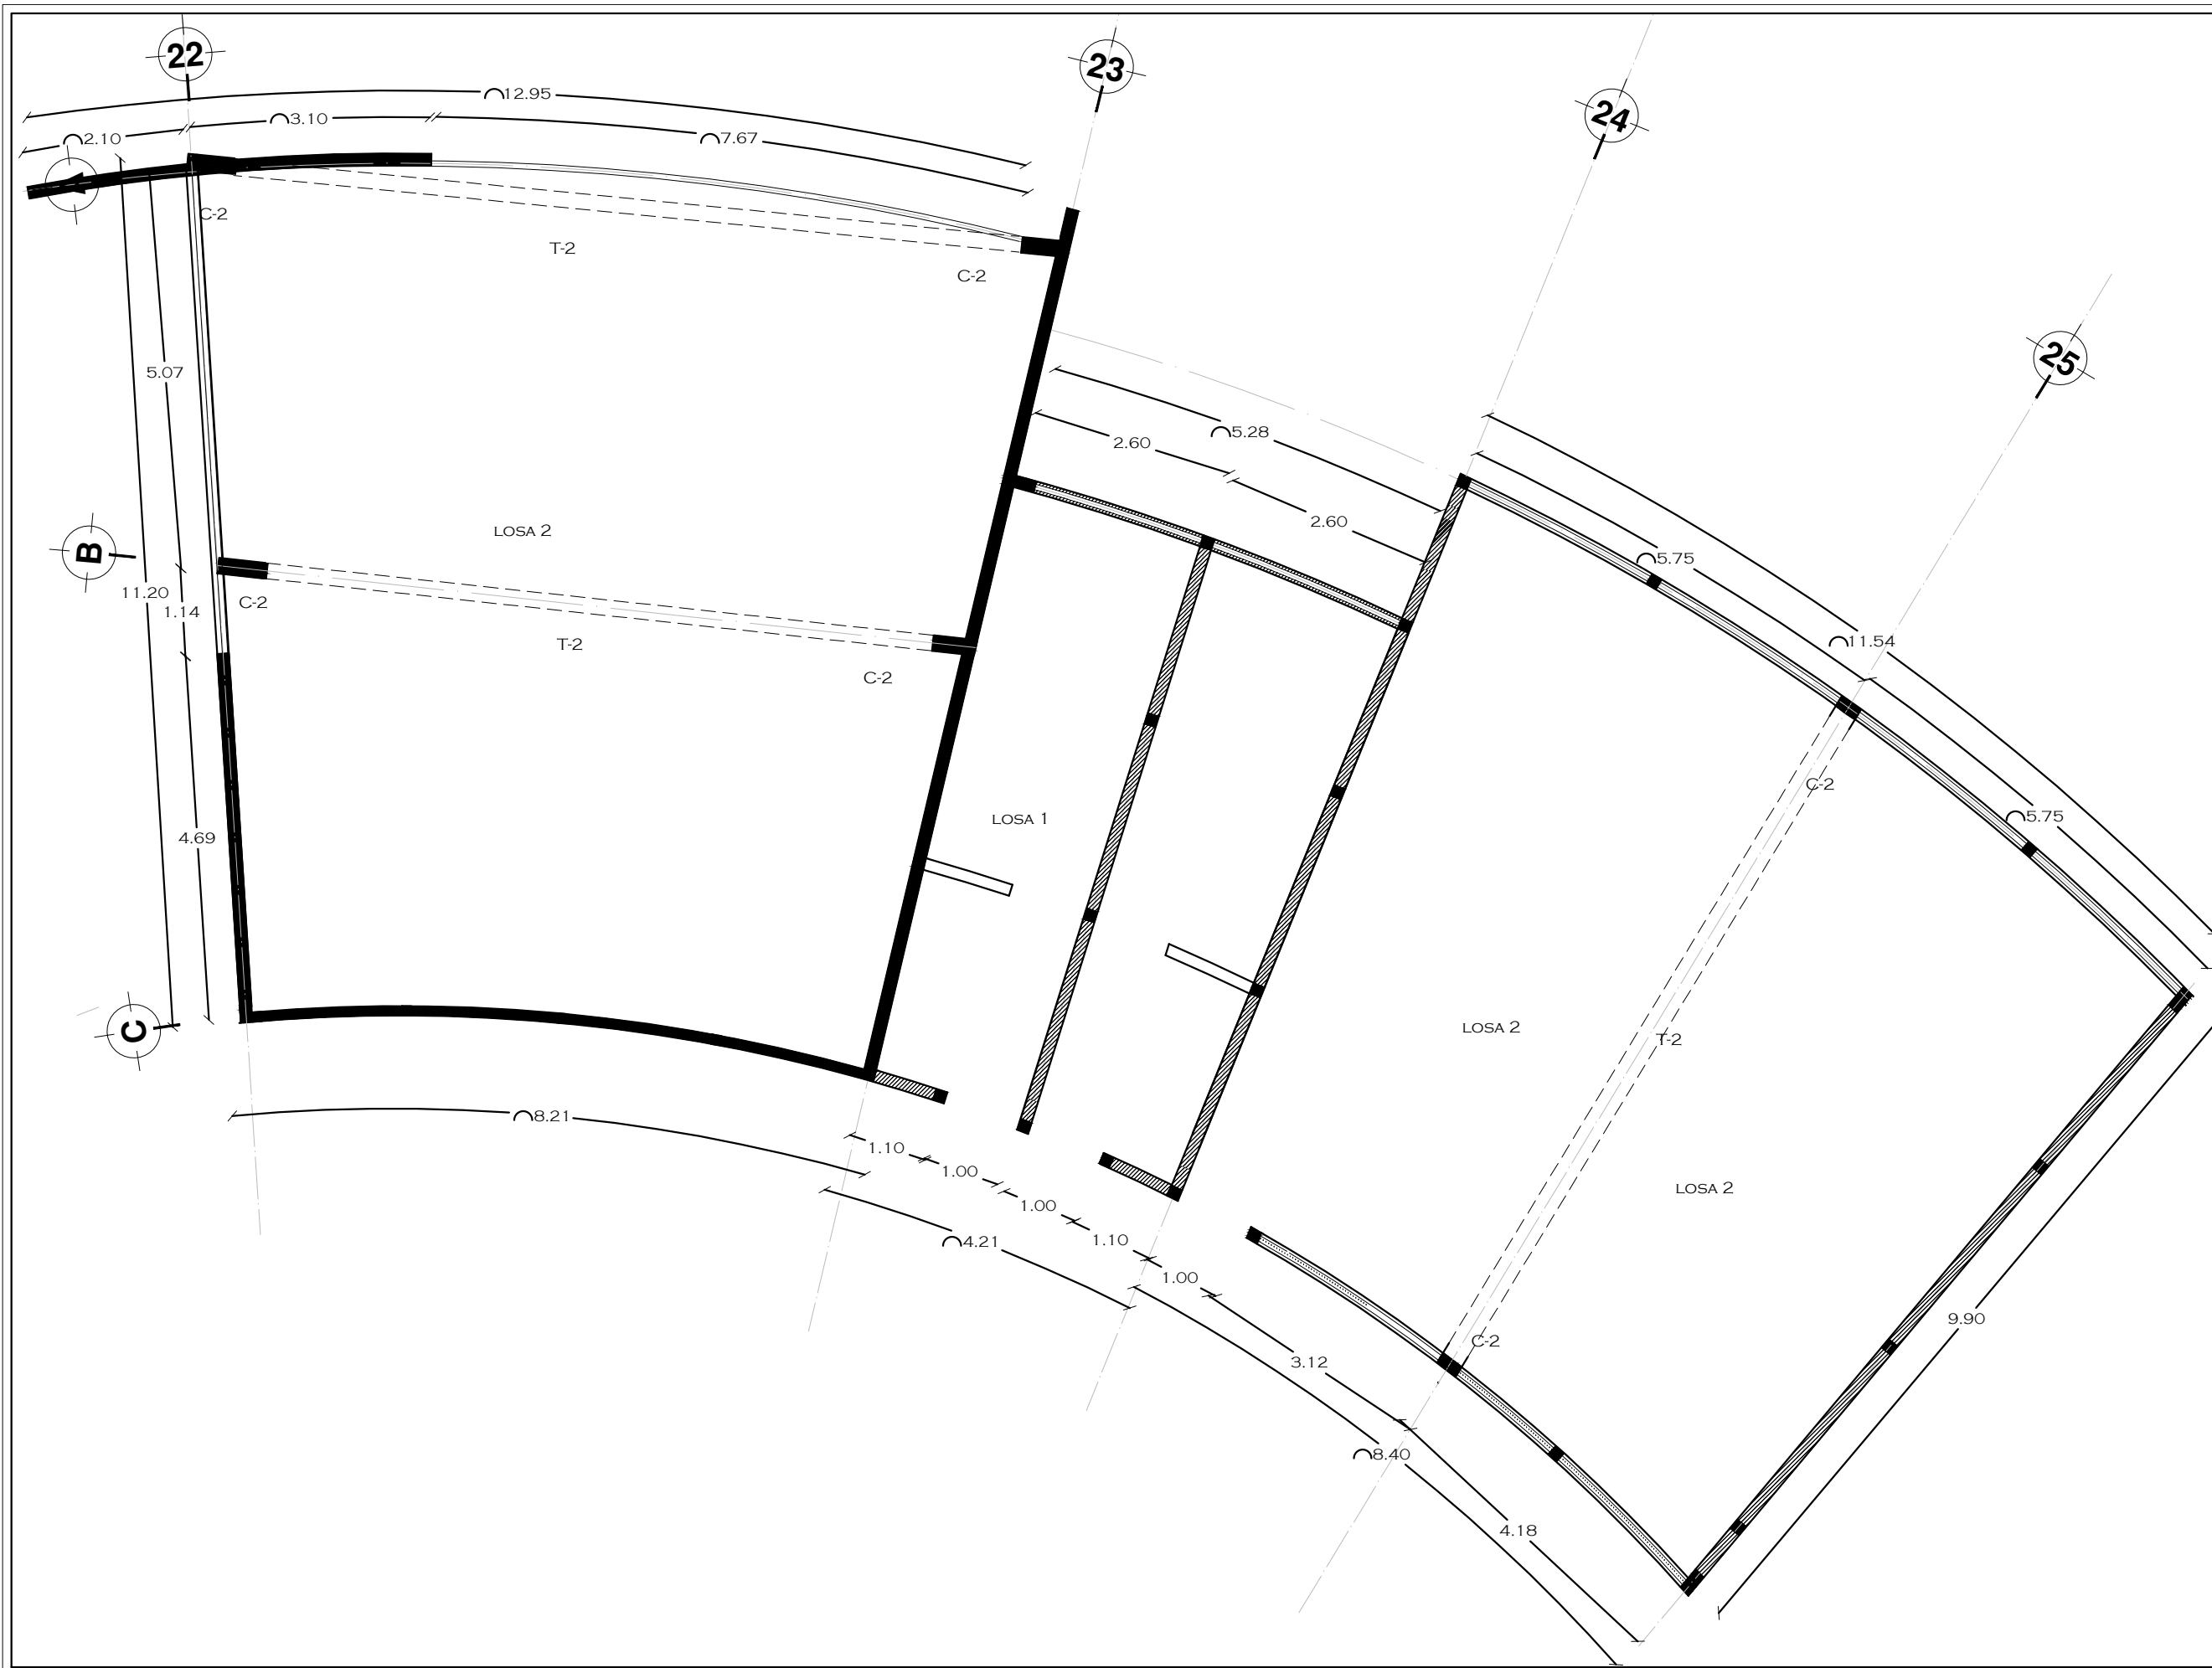 22
23
24
25
A
B
C
⌒12.95
⌒2.10
⌒3.10
⌒7.67
C-2
T-2
C-2
5.07
11.20
1.14
4.69
LOSA 2
C-2
T-2
C-2
⌒5.28
2.60
2.60
LOSA 1
⌒5.75
⌒11.54
⌒5.75
C-2
LOSA 2
T-2
LOSA 2
C-2
9.90
⌒8.21
1.10
1.00
1.00
1.10
1.00
⌒4.21
3.12
⌒8.40
4.18